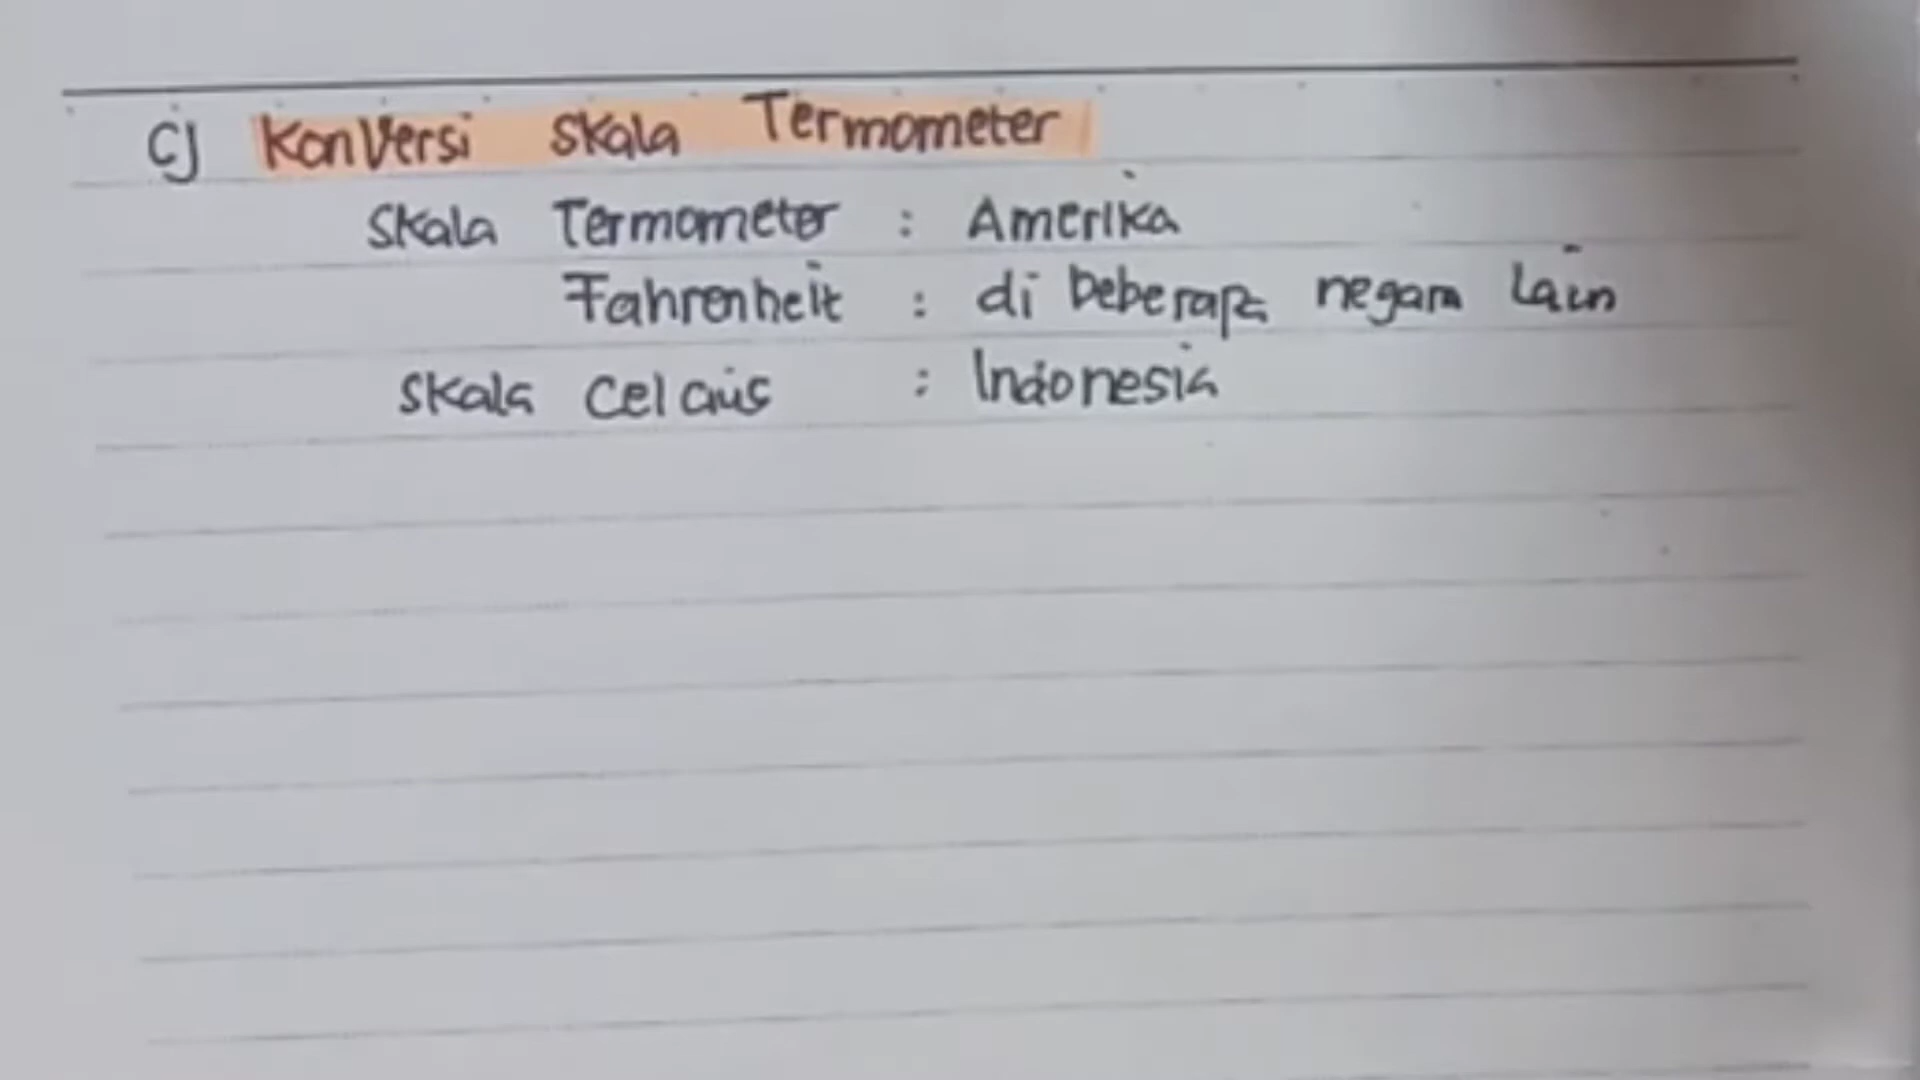 C) Konversi skala Termometer
Skala Termometer : Amerika
Fahrenheit : di beberapa negara Lain
Skala Celcius : Indonesia